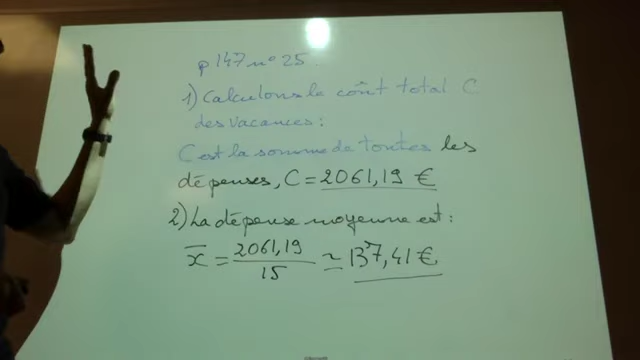 p 147 n° 25.
1) Calculons le coût total C
des vacances :
C est la somme de toutes les
dépenses, C = 2061,19 €
2) La dépense moyenne est :
x̄ = 2061,19 / 15 ≃ 137,41 €